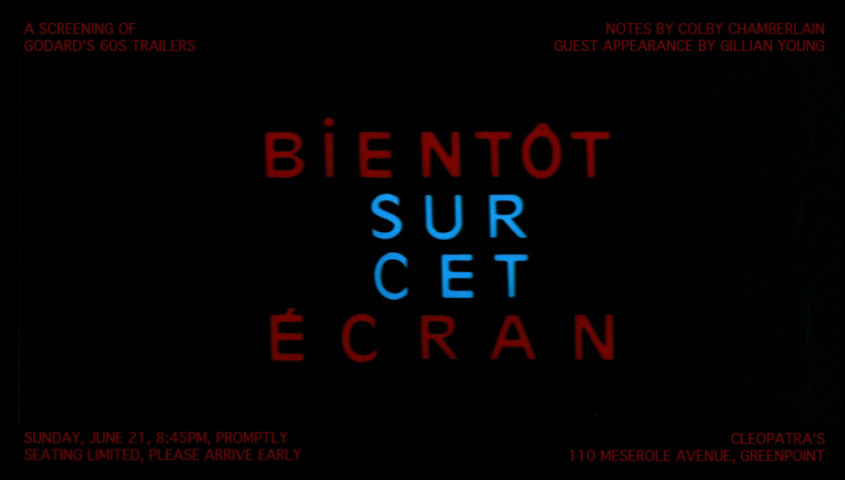 A SCREENING OF
GODARD'S 60S TRAILERS
NOTES BY COLBY CHAMBERLAIN
GUEST APPEARANCE BY GILLIAN YOUNG
BİENTÔT
SUR
CET
ÉCRAN
SUNDAY, JUNE 21, 8:45PM, PROMPTLY
SEATING LIMITED, PLEASE ARRIVE EARLY
CLEOPATRA'S
110 MESEROLE AVENUE, GREENPOINT